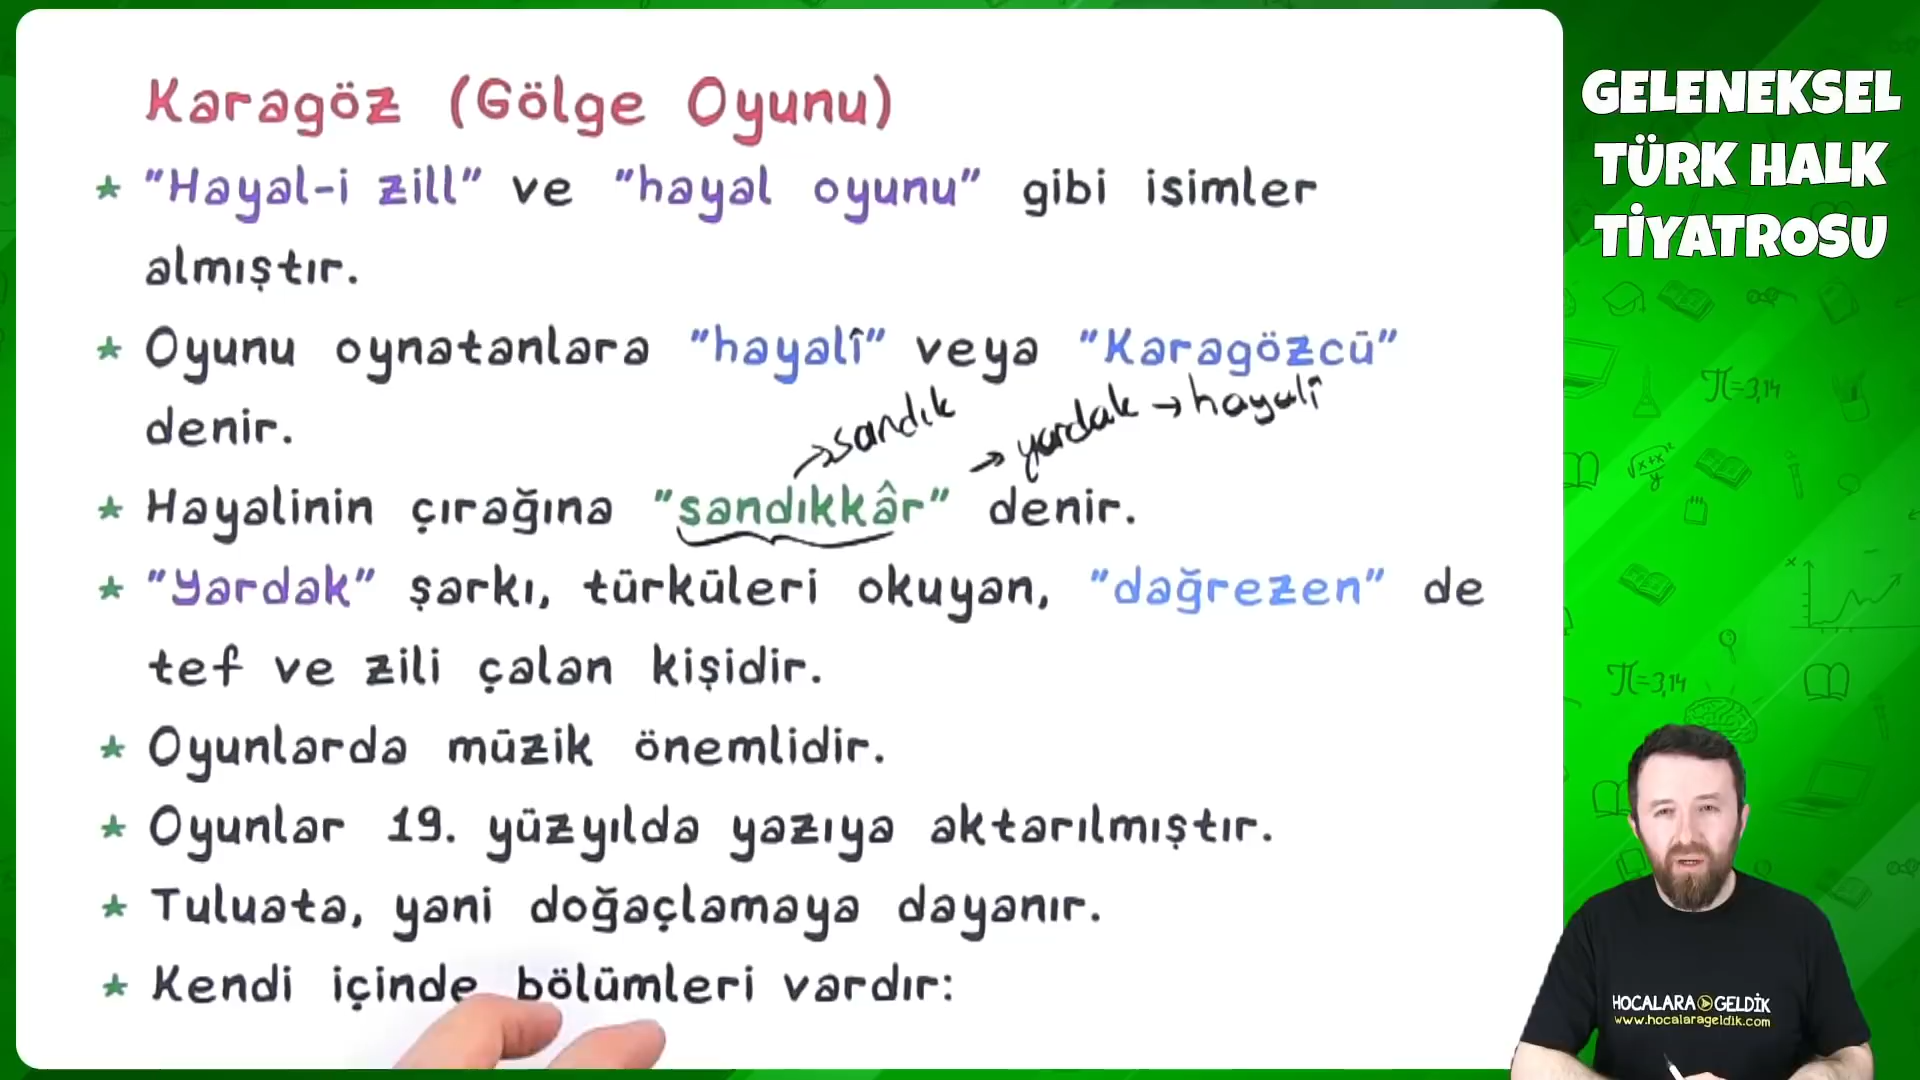 Karagöz (Gölge Oyunu)
★ "Hayal-i zill" ve "hayal oyunu" gibi isimler
almıştır.
★ Oyunu oynatanlara "hayalî" veya "Karagözcü"
denir.
→sandık
→ yardak → hayalî
★ Hayalinin çırağına "sandıkkâr" denir.
★ "Yardak" şarkı, türküleri okuyan, "dağrezen" de
tef ve zili çalan kişidir.
★ Oyunlarda müzik önemlidir.
★ Oyunlar 19. yüzyılda yazıya aktarılmıştır.
★ Tuluata, yani doğaçlamaya dayanır.
★ Kendi içinde bölümleri vardır:
GELENEKSEL
TÜRK HALK
TİYATROSU
π=3,14
π=3,14
HOCALARA GELDİK
www.hocalarageldik.com